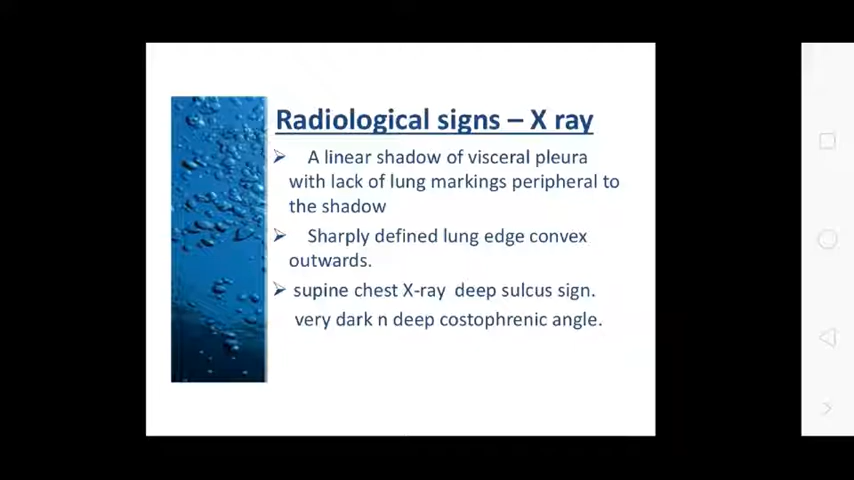 Radiological signs – X ray
➢ A linear shadow of visceral pleura
with lack of lung markings peripheral to
the shadow
➢ Sharply defined lung edge convex
outwards.
➢ supine chest X-ray deep sulcus sign.
very dark n deep costophrenic angle.